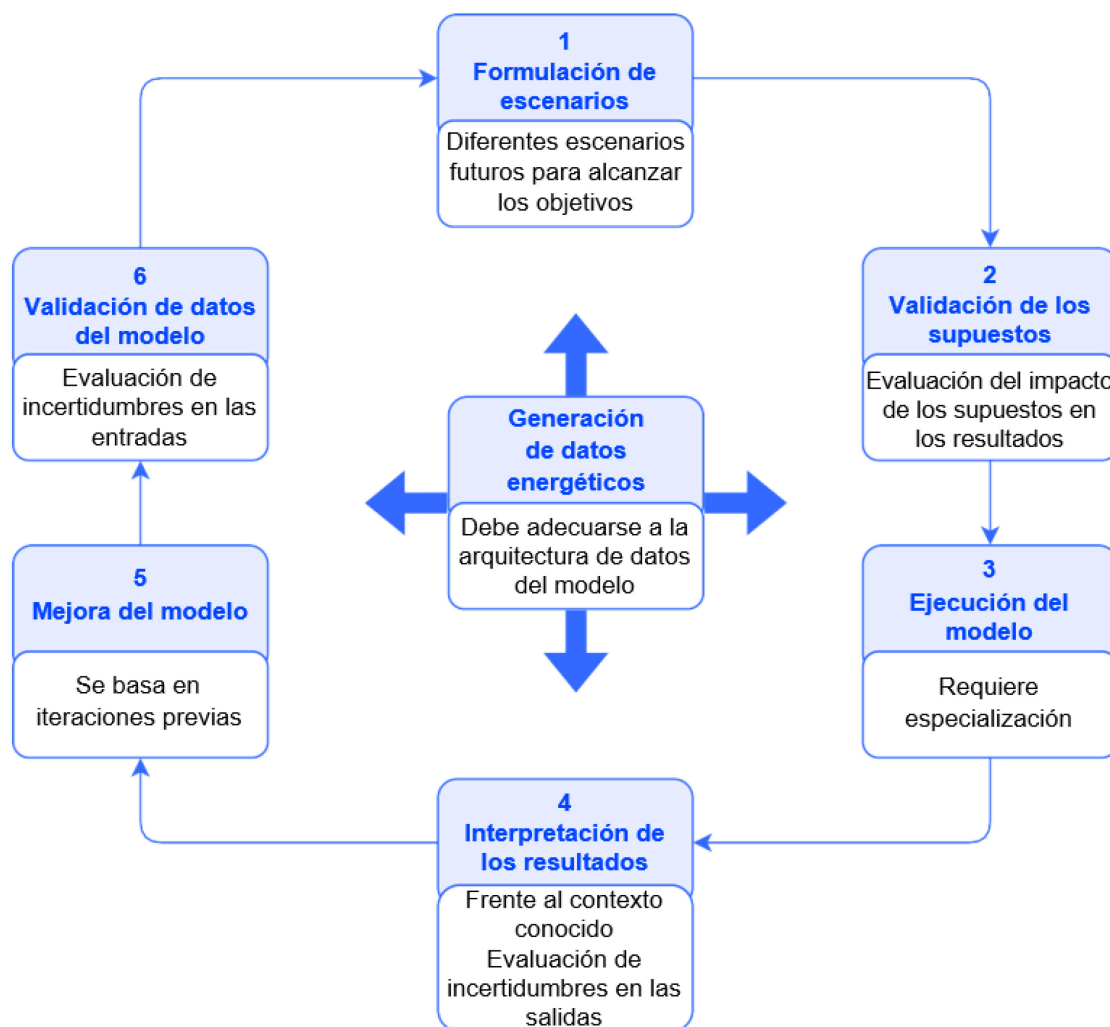 1
Formulación de
escenarios
Diferentes escenarios
futuros para alcanzar
los objetivos
2
Validación de los
supuestos
Evaluación del impacto
de los supuestos en
los resultados
3
Ejecución del
modelo
Requiere
especialización
4
Interpretación de
los resultados
Frente al contexto
conocido
Evaluación de
incertidumbres en las
salidas
5
Mejora del modelo
Se basa en
iteraciones previas
6
Validación de datos
del modelo
Evaluación de
incertidumbres en las
entradas
Generación
de datos
energéticos
Debe adecuarse a la
arquitectura de datos
del modelo